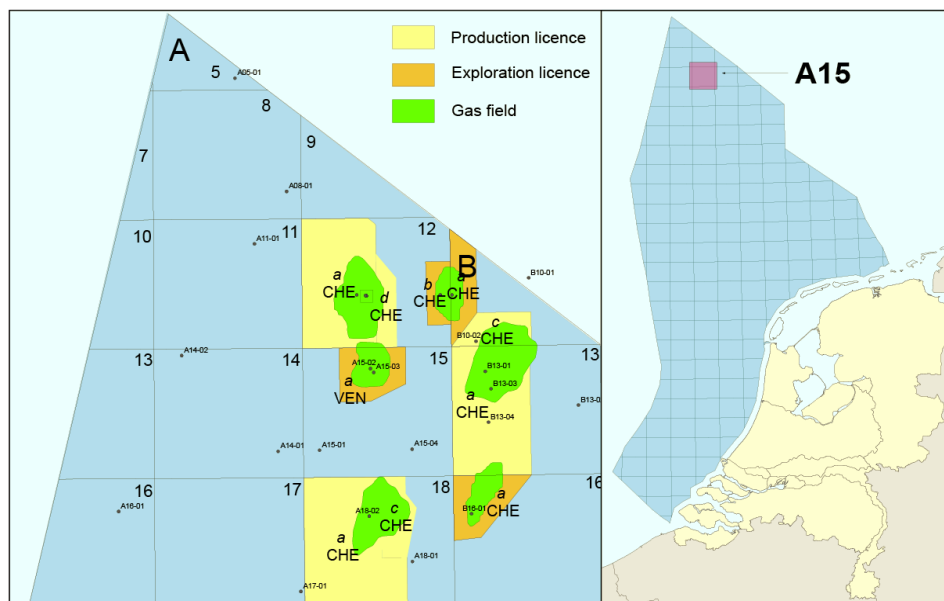 A
5
A05-01
8
9
7
A08-01
Production licence
Exploration licence
Gas field
10
11
12
A11-01
B
B10-01
a
CHE
d
CHE
b
CHE
a
CHE
c
CHE
B10-02
13
A14-02
14
15
13
A15-02
A15-03
a
VEN
B13-01
B13-03
a
CHE
B13-04
B13-0
A14-01
A15-01
A15-04
16
17
18
16
A16-01
A18-02
c
CHE
a
CHE
B16-01
a
CHE
A18-01
A17-01
A15